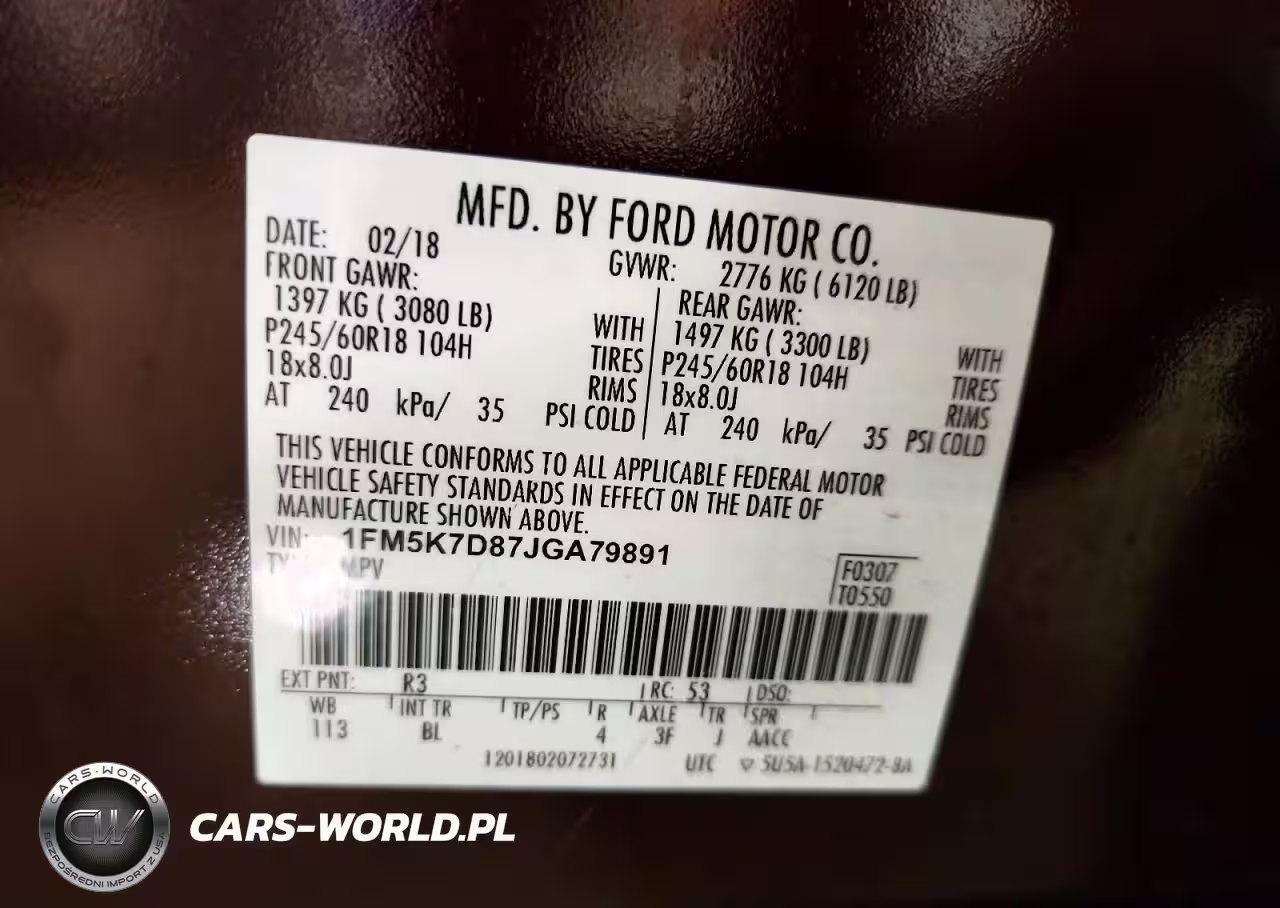 MFD. BY FORD MOTOR CO.
DATE: 02/18
GVWR: 2776 KG ( 6120 LB)
FRONT GAWR:
1397 KG ( 3080 LB) WITH
P245/60R18 104H TIRES
18x8.0J RIMS
AT 240 kPa/ 35 PSI COLD
REAR GAWR:
1497 KG ( 3300 LB) WITH
P245/60R18 104H TIRES
18x8.0J RIMS
AT 240 kPa/ 35 PSI COLD
THIS VEHICLE CONFORMS TO ALL APPLICABLE FEDERAL MOTOR
VEHICLE SAFETY STANDARDS IN EFFECT ON THE DATE OF
MANUFACTURE SHOWN ABOVE.
VIN: 1FM5K7D87JGA79891
MPV
F0307
T0550
EXT PNT: R3 RC: 53 DSO:
WB INT TR TP/PS R AXLE TR SPR
113 BL 4 3F J AACC
1201802072731 UTC ▽ 5U5A-1520472-BA
CARS-WORLD
CW
BEZPOŚREDNI IMPORT Z USA
CARS-WORLD.PL